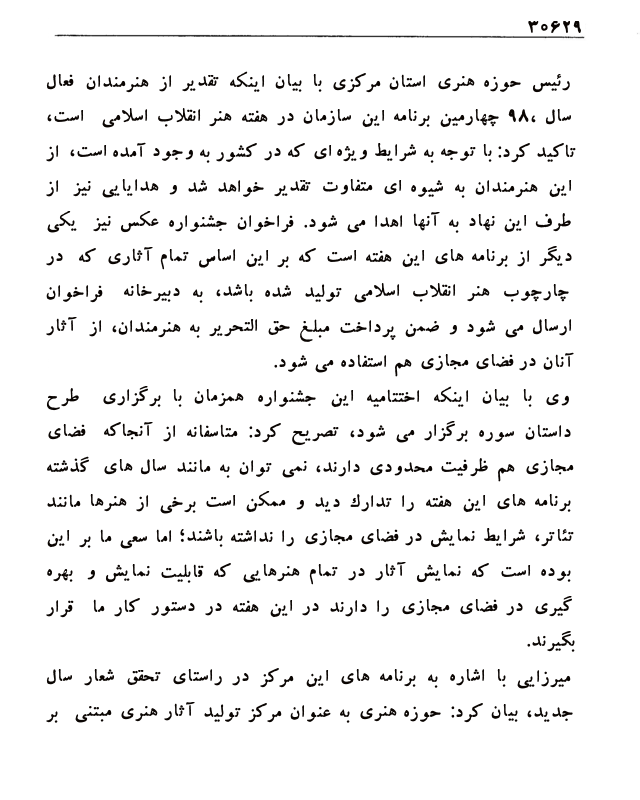 ۳۰۶۲۹
رئیس حوزه هنری استان مرکزی با بیان اینکه تقدیر از هنرمندان فعال
سال ۹۸، چهارمین برنامه این سازمان در هفته هنر انقلاب اسلامی است،
تاکید کرد: با توجه به شرایط ویژه ای که در کشور به وجود آمده است، از
این هنرمندان به شیوه ای متفاوت تقدیر خواهد شد و هدایایی نیز از
طرف این نهاد به آنها اهدا می شود. فراخوان جشنواره عکس نیز یکی
دیگر از برنامه های این هفته است که بر این اساس تمام آثاری که در
چارچوب هنر انقلاب اسلامی تولید شده باشد، به دبیرخانه فراخوان
ارسال می شود و ضمن پرداخت مبلغ حق التحریر به هنرمندان، از آثار
آنان در فضای مجازی هم استفاده می شود.
وی با بیان اینکه اختتامیه این جشنواره همزمان با برگزاری طرح
داستان سوره برگزار می شود، تصریح کرد: متاسفانه از آنجاکه فضای
مجازی هم ظرفیت محدودی دارند، نمی توان به مانند سال های گذشته
برنامه های این هفته را تدارک دید و ممکن است برخی از هنرها مانند
تئاتر، شرایط نمایش در فضای مجازی را نداشته باشند؛ اما سعی ما بر این
بوده است که نمایش آثار در تمام هنرهایی که قابلیت نمایش و بهره
گیری در فضای مجازی را دارند در این هفته در دستور کار ما قرار
بگیرند.
میرزایی با اشاره به برنامه های این مرکز در راستای تحقق شعار سال
جدید، بیان کرد: حوزه هنری به عنوان مرکز تولید آثار هنری مبتنی بر